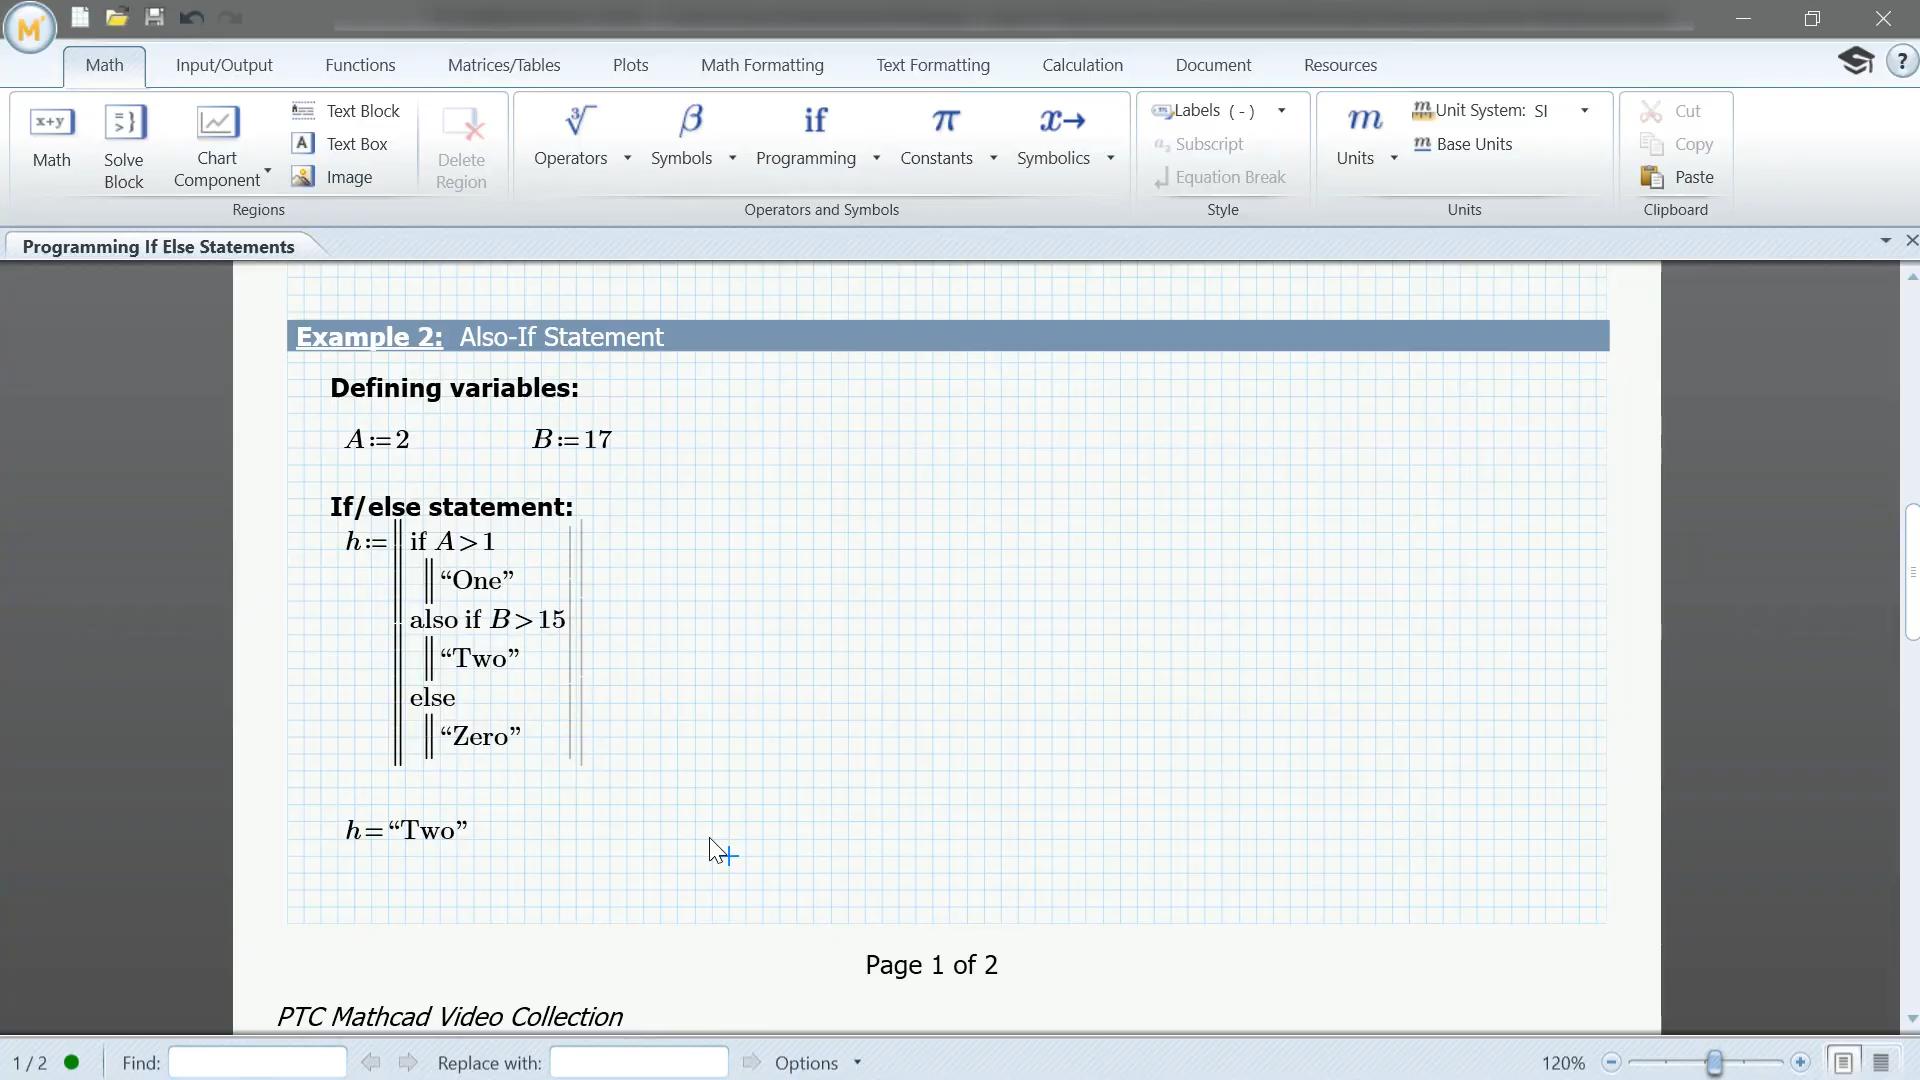 M
Math Input/Output Functions Matrices/Tables Plots Math Formatting Text Formatting Calculation Document Resources
?
x+y Math
Solve Block
Chart Component
Text Block
Text Box
Image
Delete Region
Regions
∛ Operators
β Symbols
if Programming
π Constants
x→ Symbolics
Operators and Symbols
Labels ( - )
Subscript
Equation Break
Style
m Units
Unit System: SI
Base Units
Units
Cut
Copy
Paste
Clipboard
Programming If Else Statements
Example 2: Also-If Statement
Defining variables:
A:=2 B:=17
If/else statement:
h:= if A>1
“One”
also if B>15
“Two”
else
“Zero”
h=“Two”
Page 1 of 2
PTC Mathcad Video Collection
1 / 2 Find: Replace with: Options 120%